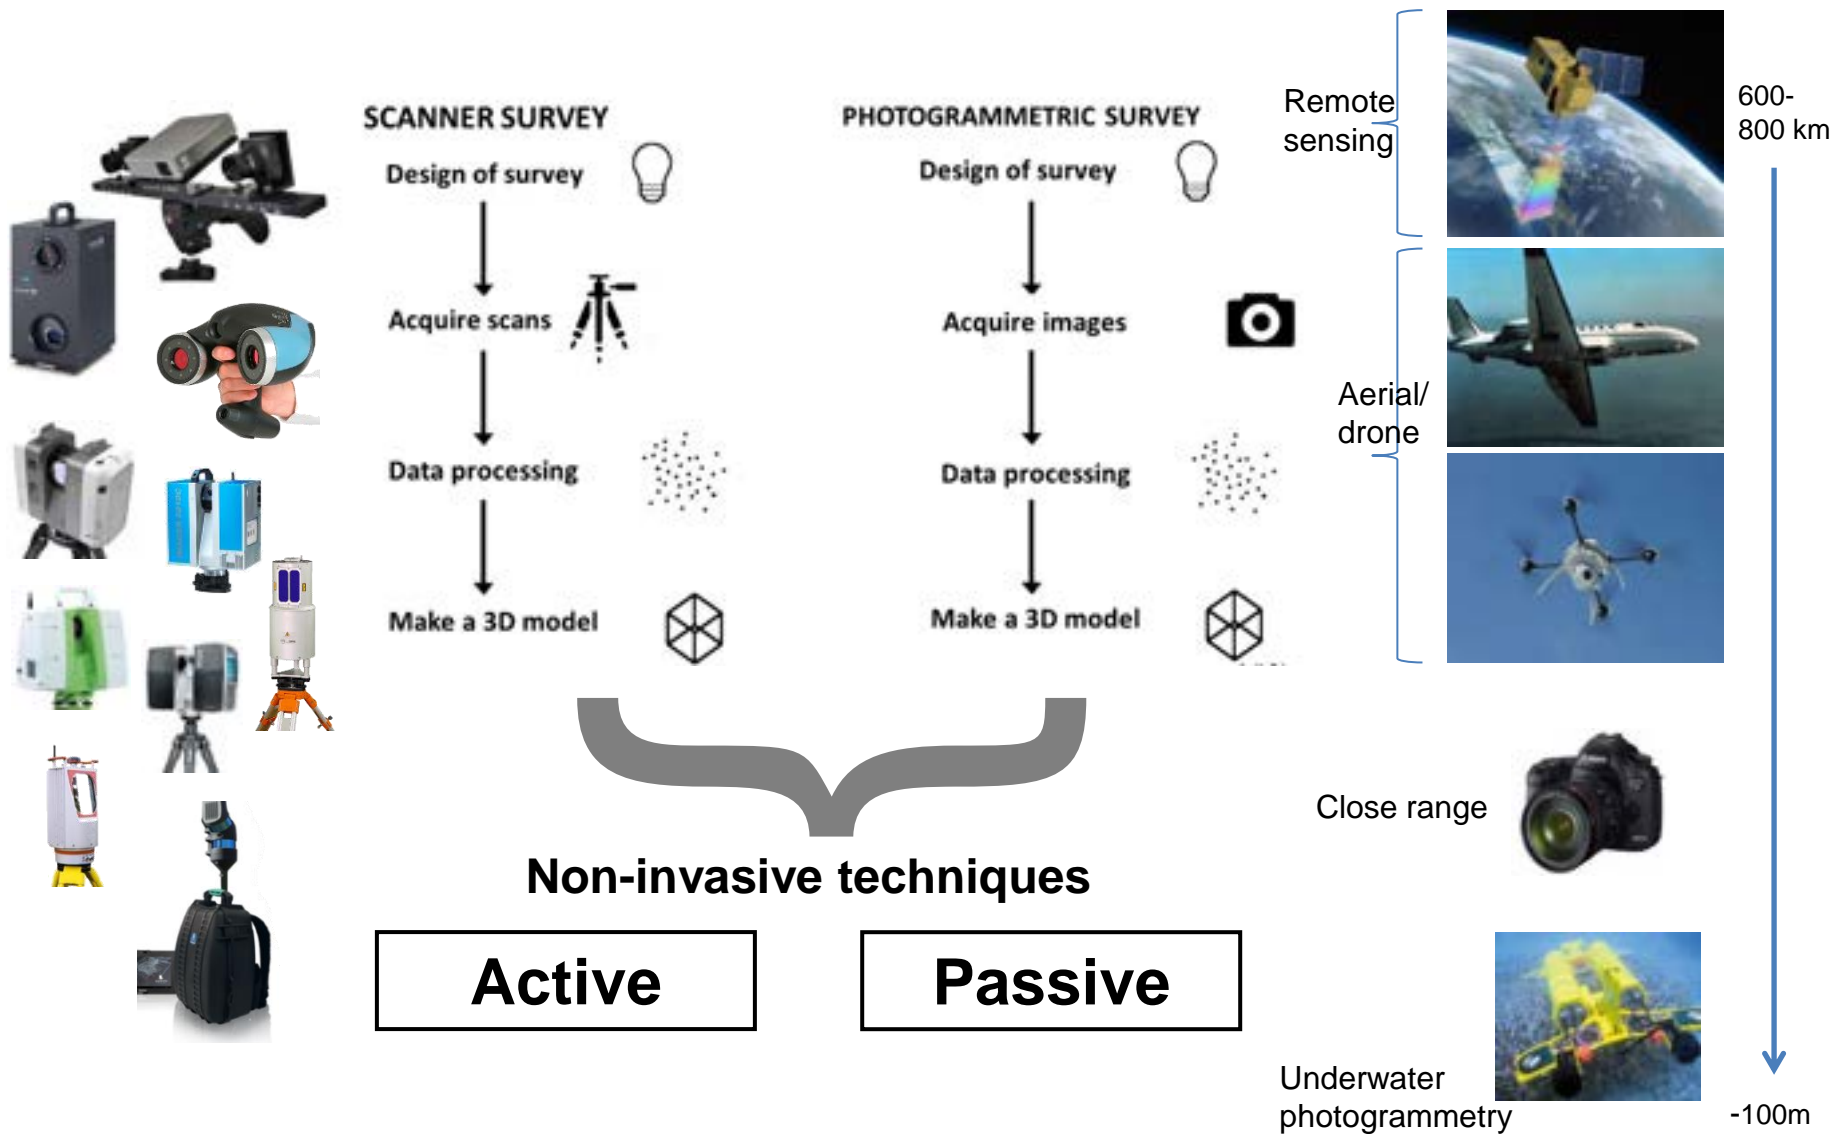 SCANNER SURVEY
Design of survey
Acquire scans
Data processing
Make a 3D model
PHOTOGRAMMETRIC SURVEY
Design of survey
Acquire images
Data processing
Make a 3D model
Non-invasive techniques
Active
Passive
Remote
sensing
600-
800 km
Aerial/
drone
Close range
Underwater
photogrammetry
-100m